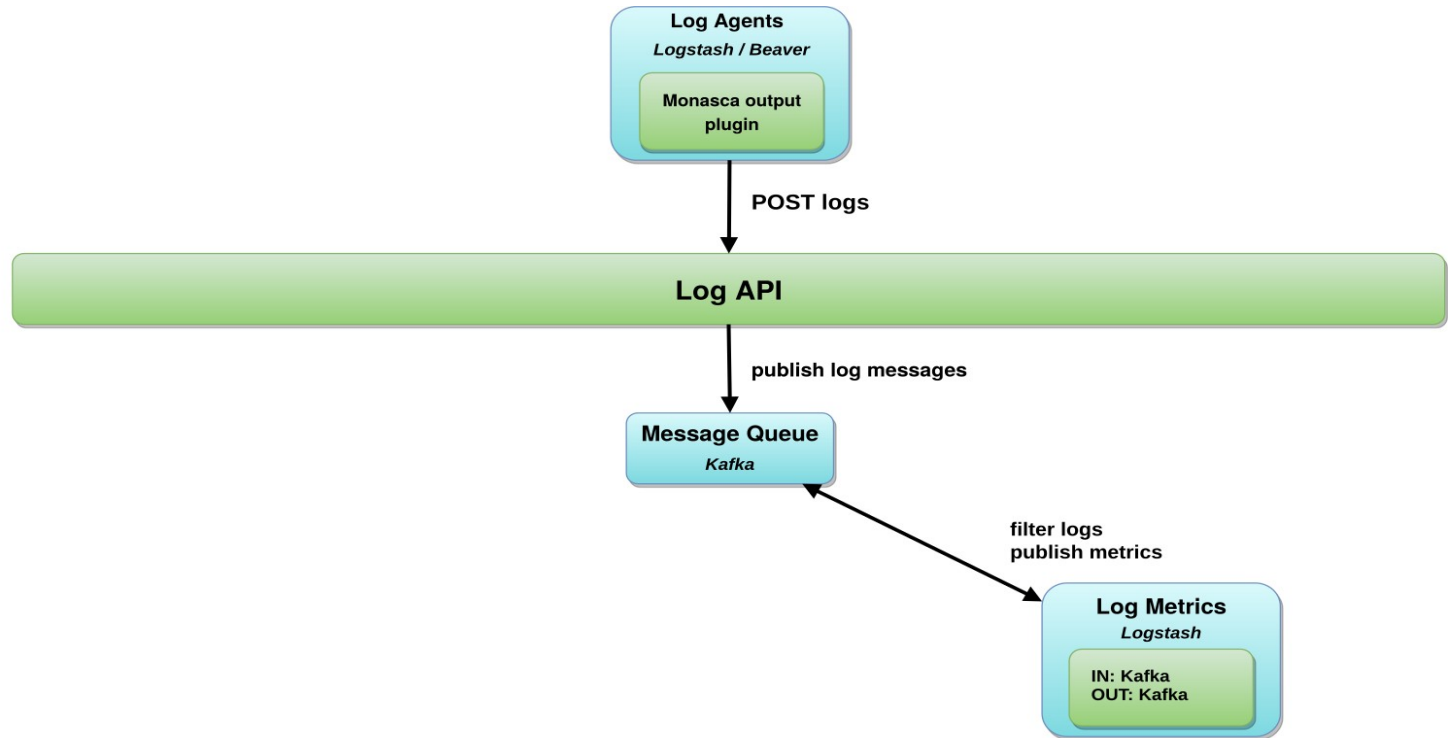 Log Agents
Logstash / Beaver
Monasca output
plugin
POST logs
Log API
publish log messages
Message Queue
Kafka
filter logs
publish metrics
Log Metrics
Logstash
IN: Kafka
OUT: Kafka